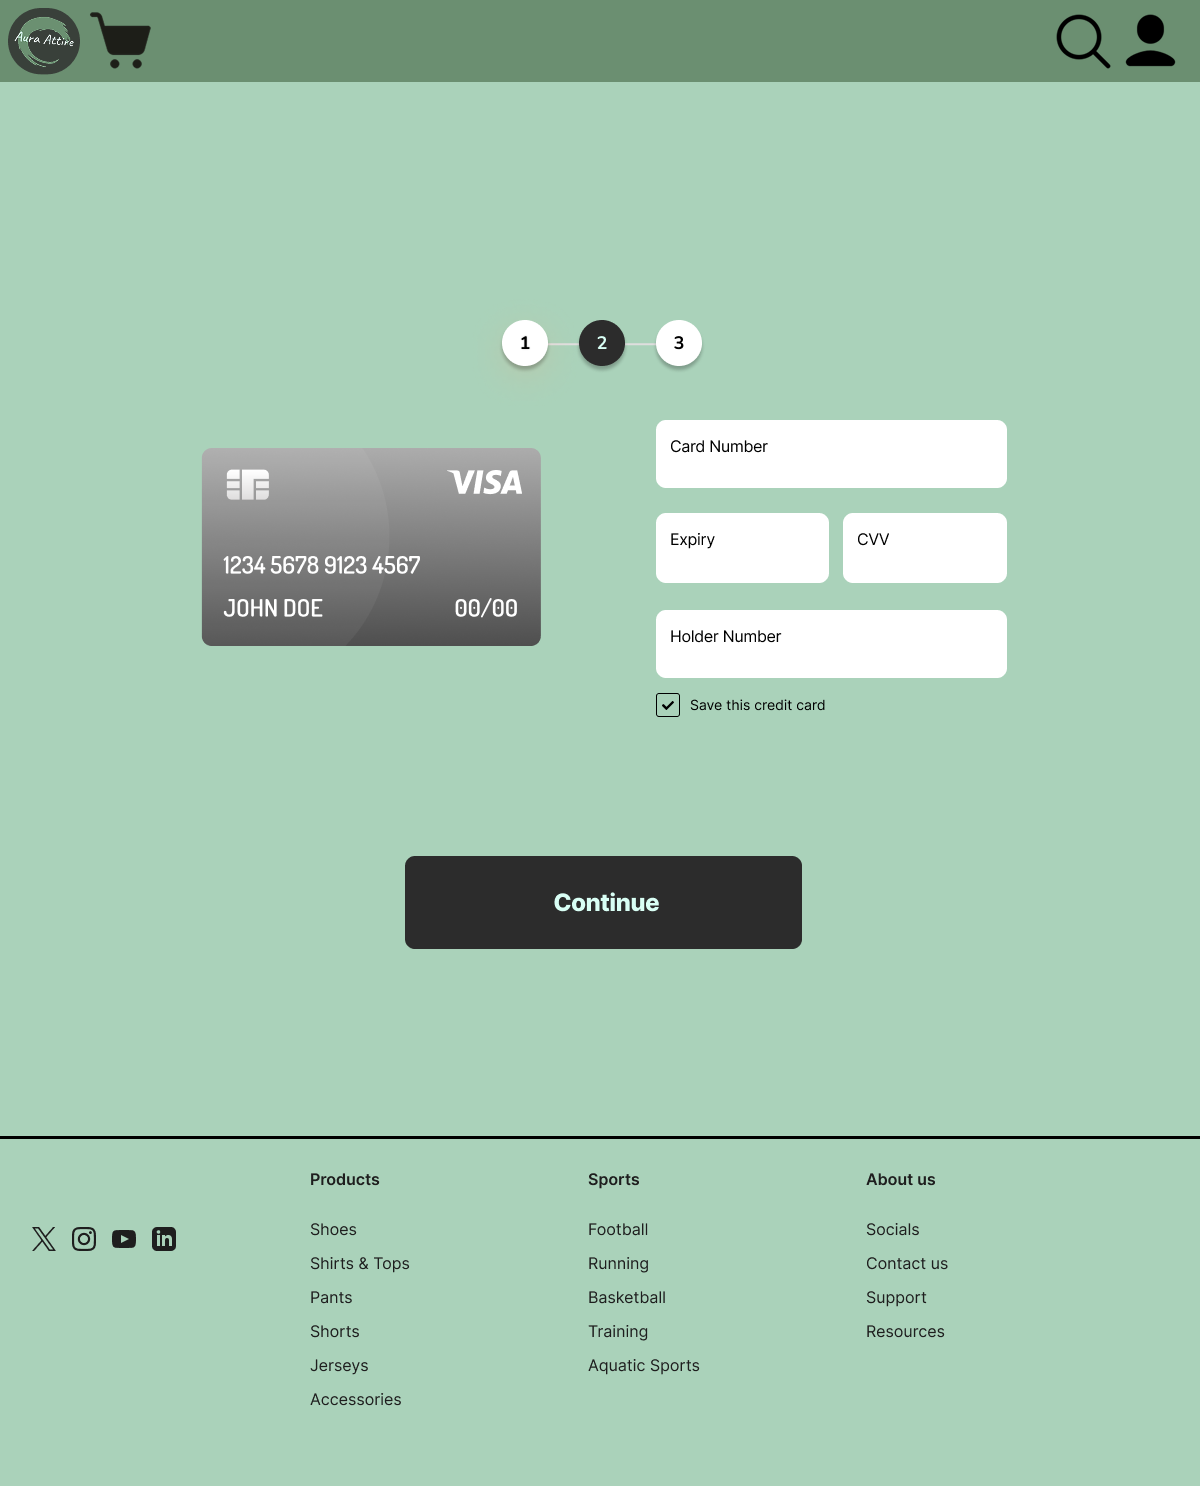 Aura Attire
1 2 3
VISA
1234 5678 9123 4567
JOHN DOE 00/00
Card Number
Expiry CVV
Holder Number
Save this credit card
Continue
Products
Shoes
Shirts & Tops
Pants
Shorts
Jerseys
Accessories
Sports
Football
Running
Basketball
Training
Aquatic Sports
About us
Socials
Contact us
Support
Resources